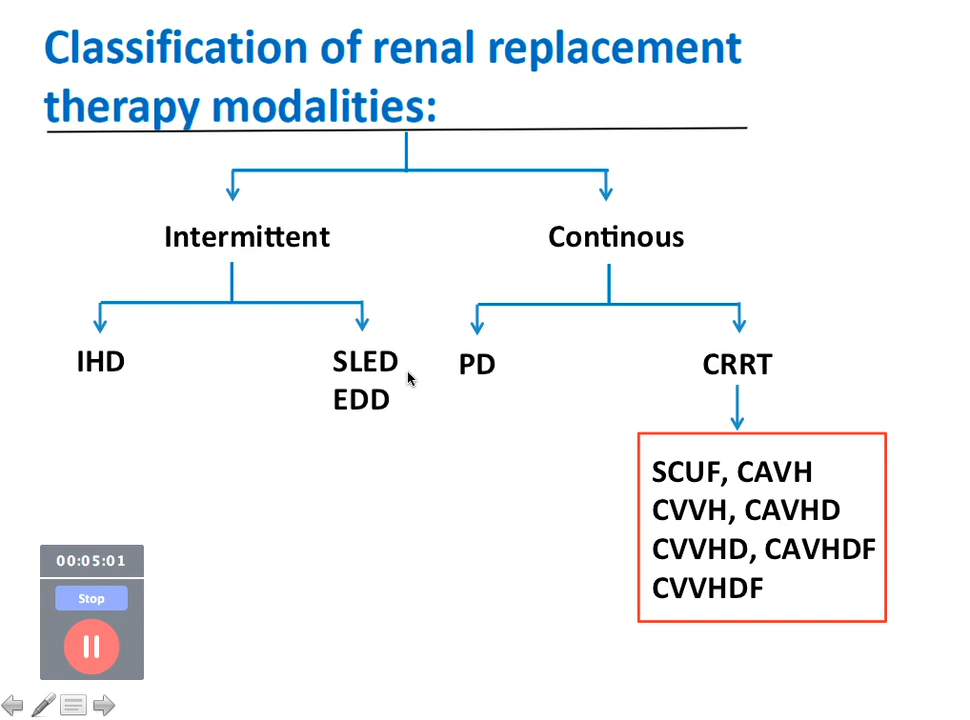 Classification of renal replacement
therapy modalities:
Intermittent
Continous
IHD
SLED
EDD
PD
CRRT
SCUF, CAVH
CVVH, CAVHD
CVVHD, CAVHDF
CVVHDF
00:05:01
Stop